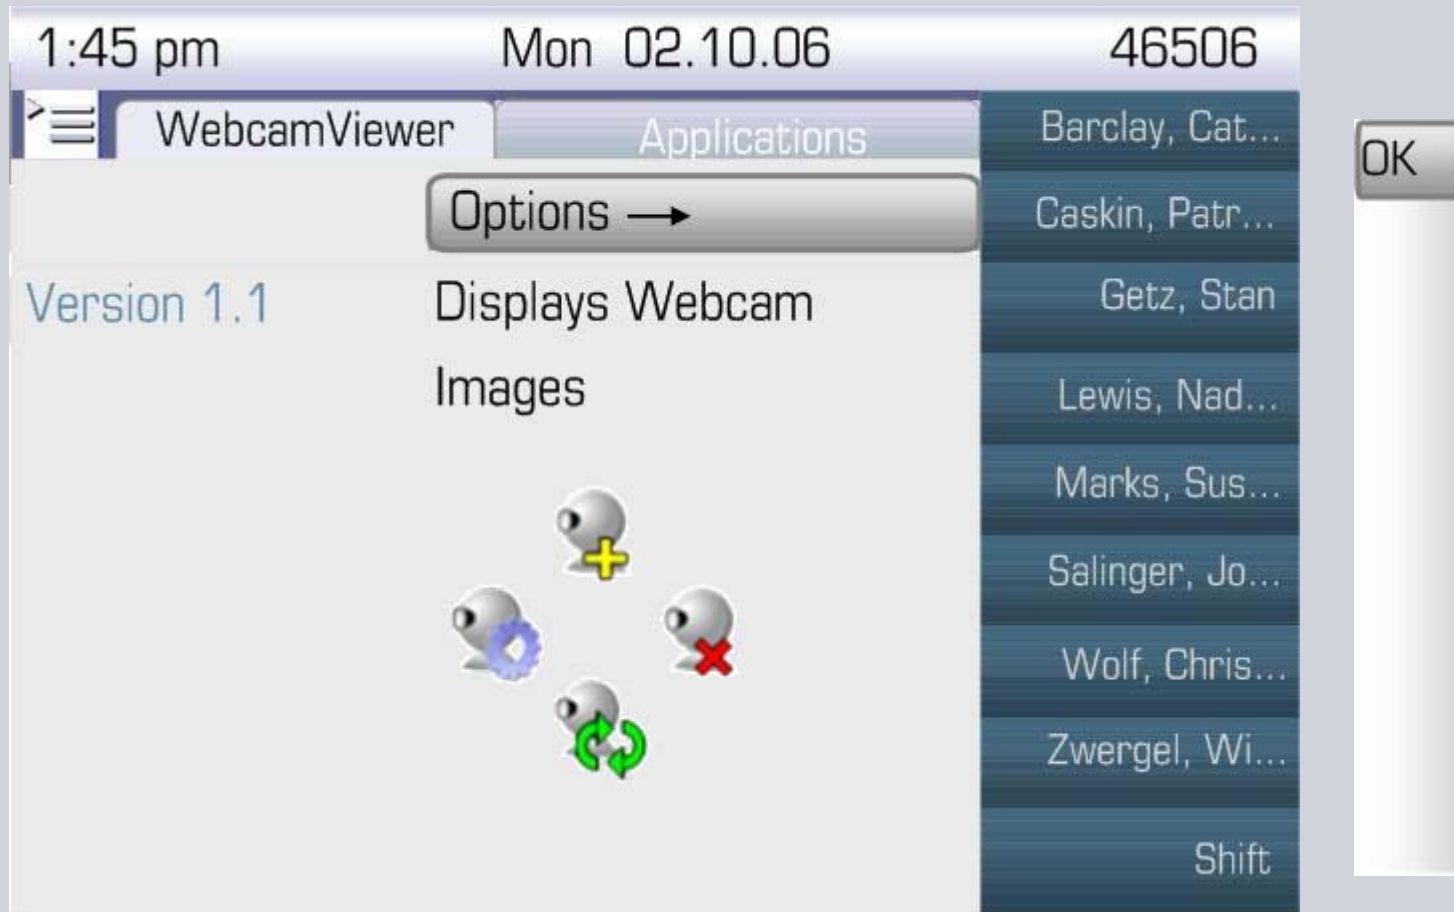 1:45 pm Mon 02.10.06 46506
WebcamViewer Applications
Options →
Version 1.1 Displays Webcam
Images
Barclay, Cat...
Caskin, Patr...
Getz, Stan
Lewis, Nad...
Marks, Sus...
Salinger, Jo...
Wolf, Chris...
Zwergel, Wi...
Shift
OK